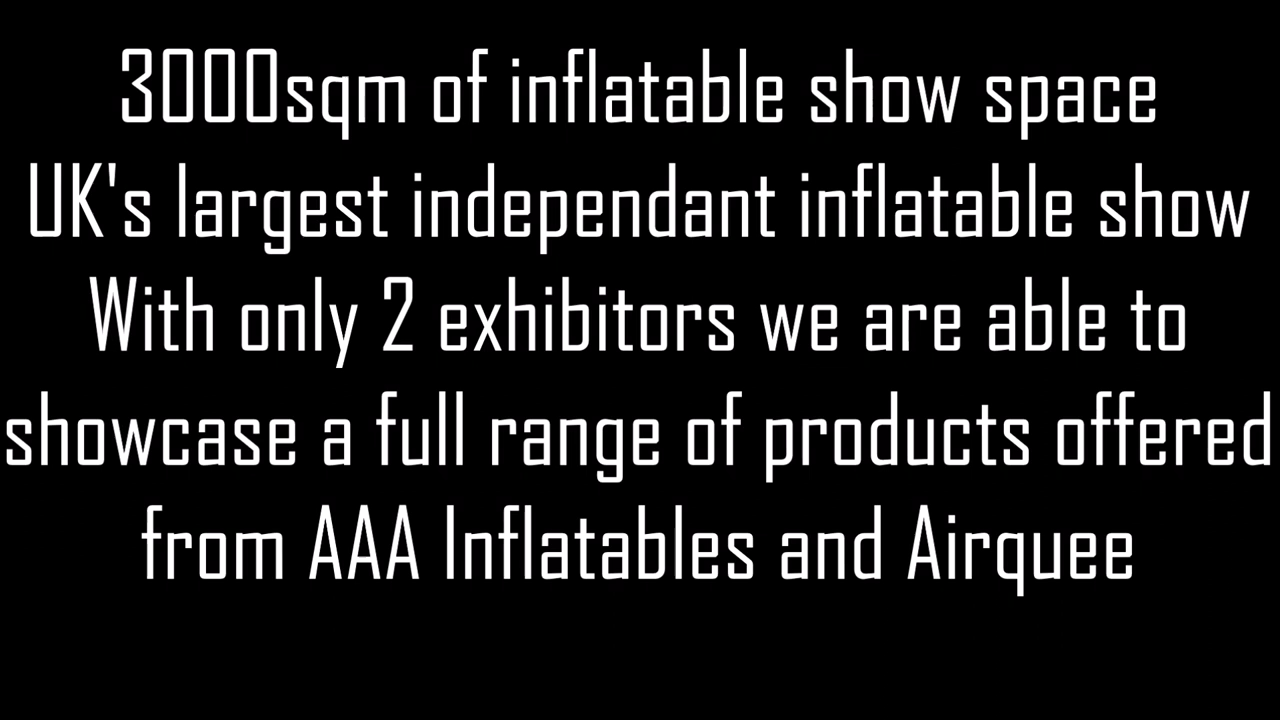 3000sqm of inflatable show space
UK's largest independant inflatable show
With only 2 exhibitors we are able to
showcase a full range of products offered
from AAA Inflatables and Airquee